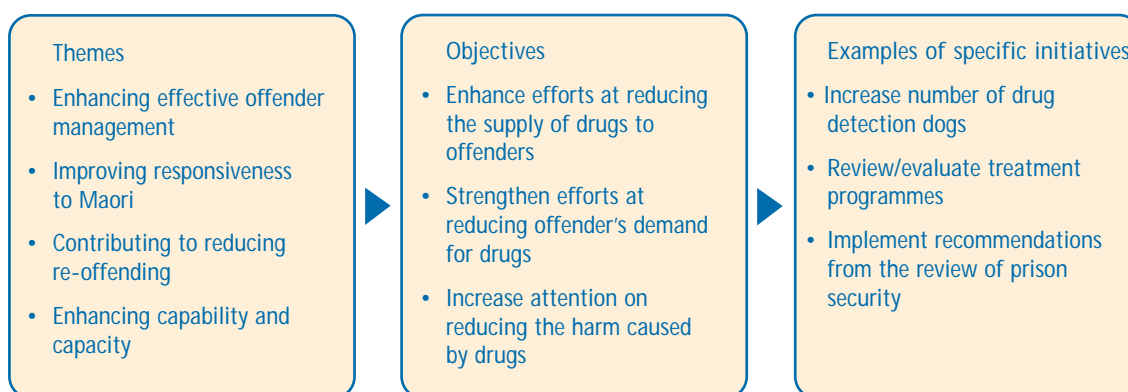 Themes
• Enhancing effective offender
management
• Improving responsiveness
to Maori
• Contributing to reducing
re-offending
• Enhancing capability and
capacity
Objectives
• Enhance efforts at reducing
the supply of drugs to
offenders
• Strengthen efforts at
reducing offender's demand
for drugs
• Increase attention on
reducing the harm caused
by drugs
Examples of specific initiatives
• Increase number of drug
detection dogs
• Review/evaluate treatment
programmes
• Implement recommendations
from the review of prison
security